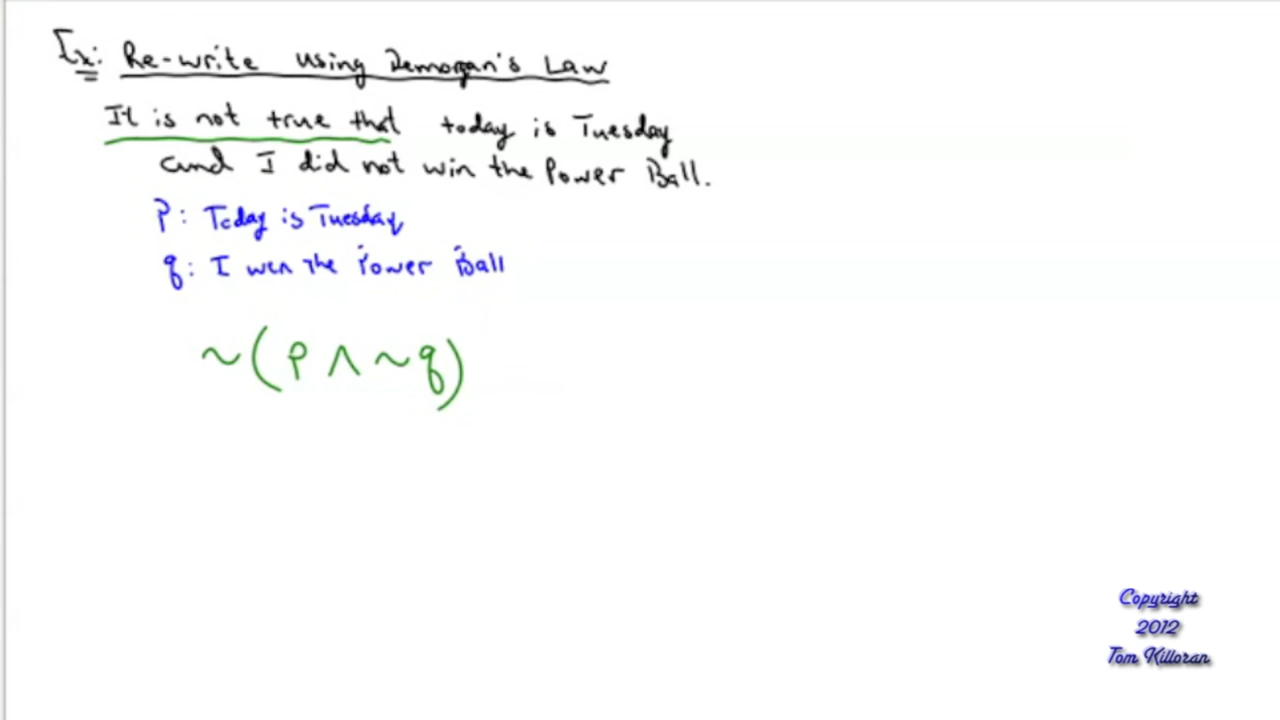 Ex: Re-write using Demorgan's Law
It is not true that today is Tuesday
and I did not win the Power Ball.
P: Today is Tuesday
q: I won the Power Ball
~(P ∧ ~q)
Copyright
2012
Tom Killoran